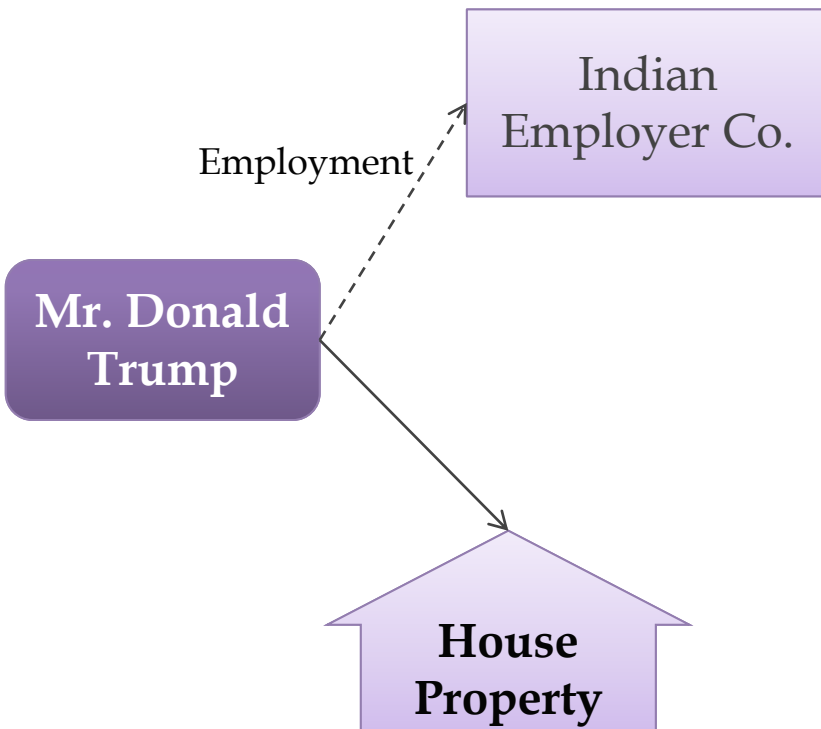 Indian
Employer Co.
Employment
Mr. Donald
Trump
House
Property